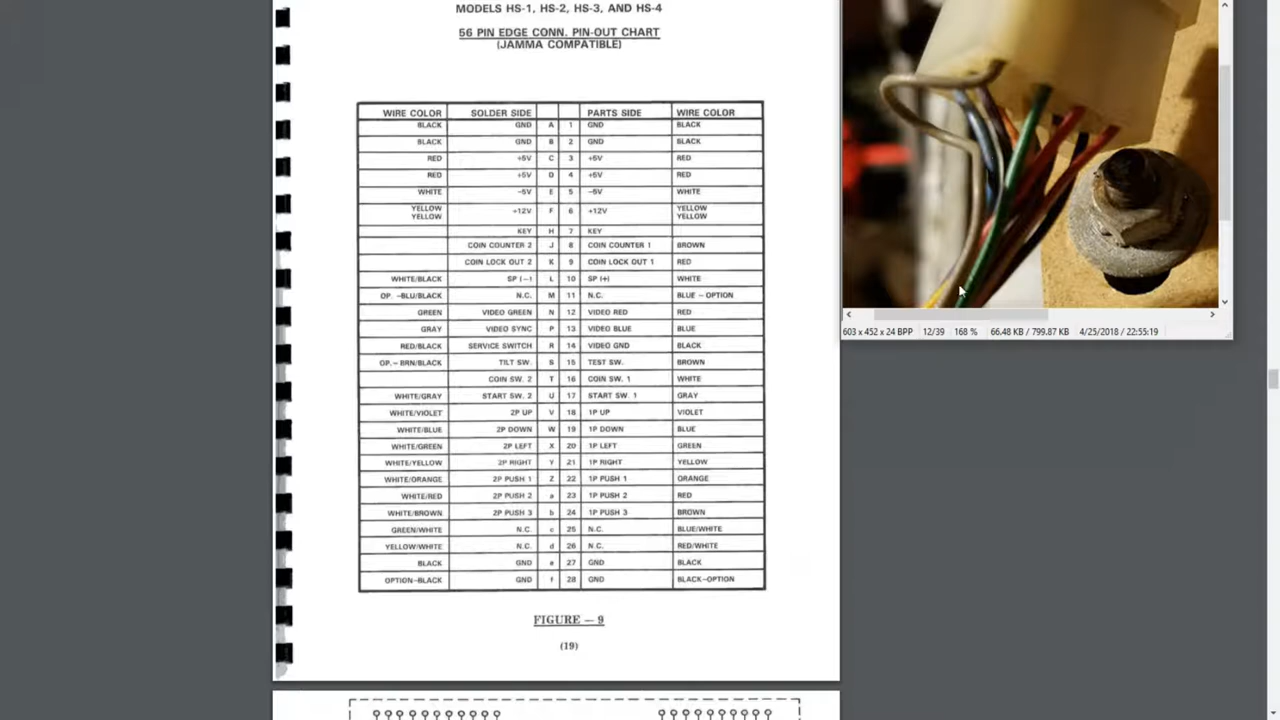 MODELS HS-1, HS-2, HS-3, AND HS-4
56 PIN EDGE CONN. PIN-OUT CHART
(JAMMA COMPATIBLE)
WIRE COLOR SOLDER SIDE PARTS SIDE WIRE COLOR
BLACK GND A 1 GND BLACK
BLACK GND B 2 GND BLACK
RED +5V C 3 +5V RED
RED +5V D 4 +5V RED
WHITE -5V E 5 -5V WHITE
YELLOW YELLOW
YELLOW +12V F 6 +12V YELLOW
KEY H 7 KEY
COIN COUNTER 2 J 8 COIN COUNTER 1 BROWN
COIN LOCK OUT 2 K 9 COIN LOCK OUT 1 RED
WHITE/BLACK SP (-) L 10 SP (+) WHITE
OP. -BLU/BLACK N.C. M 11 N.C. BLUE - OPTION
GREEN VIDEO GREEN N 12 VIDEO RED RED
GRAY VIDEO SYNC P 13 VIDEO BLUE BLUE
RED/BLACK SERVICE SWITCH R 14 VIDEO GND BLACK
OP.- BRN/BLACK TILT SW. S 15 TEST SW. BROWN
COIN SW. 2 T 16 COIN SW. 1 WHITE
WHITE/GRAY START SW. 2 U 17 START SW. 1 GRAY
WHITE/VIOLET 2P UP V 18 1P UP VIOLET
WHITE/BLUE 2P DOWN W 19 1P DOWN BLUE
WHITE/GREEN 2P LEFT X 20 1P LEFT GREEN
WHITE/YELLOW 2P RIGHT Y 21 1P RIGHT YELLOW
WHITE/ORANGE 2P PUSH 1 Z 22 1P PUSH 1 ORANGE
WHITE/RED 2P PUSH 2 a 23 1P PUSH 2 RED
WHITE/BROWN 2P PUSH 3 b 24 1P PUSH 3 BROWN
GREEN/WHITE N.C. c 25 N.C. BLUE/WHITE
YELLOW/WHITE N.C. d 26 N.C. RED/WHITE
BLACK GND e 27 GND BLACK
OPTION-BLACK GND f 28 GND BLACK-OPTION
FIGURE - 9
(19)
603 x 452 x 24 BPP 12/39 168 % 66.48 KB / 799.87 KB 4/25/2018 / 22:55:19